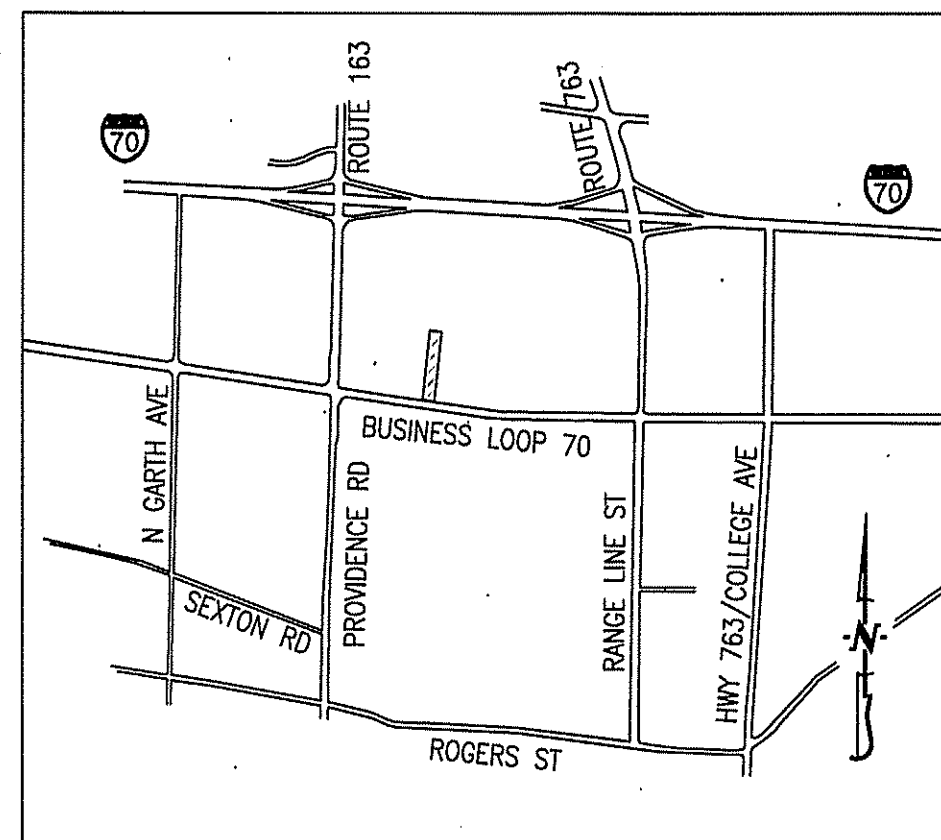 ROUTE 163
ROUTE 763
70
70
N GARTH AVE
BUSINESS LOOP 70
PROVIDENCE RD
SEXTON RD
RANGE LINE ST
HWY 763/COLLEGE AVE
N
ROGERS ST